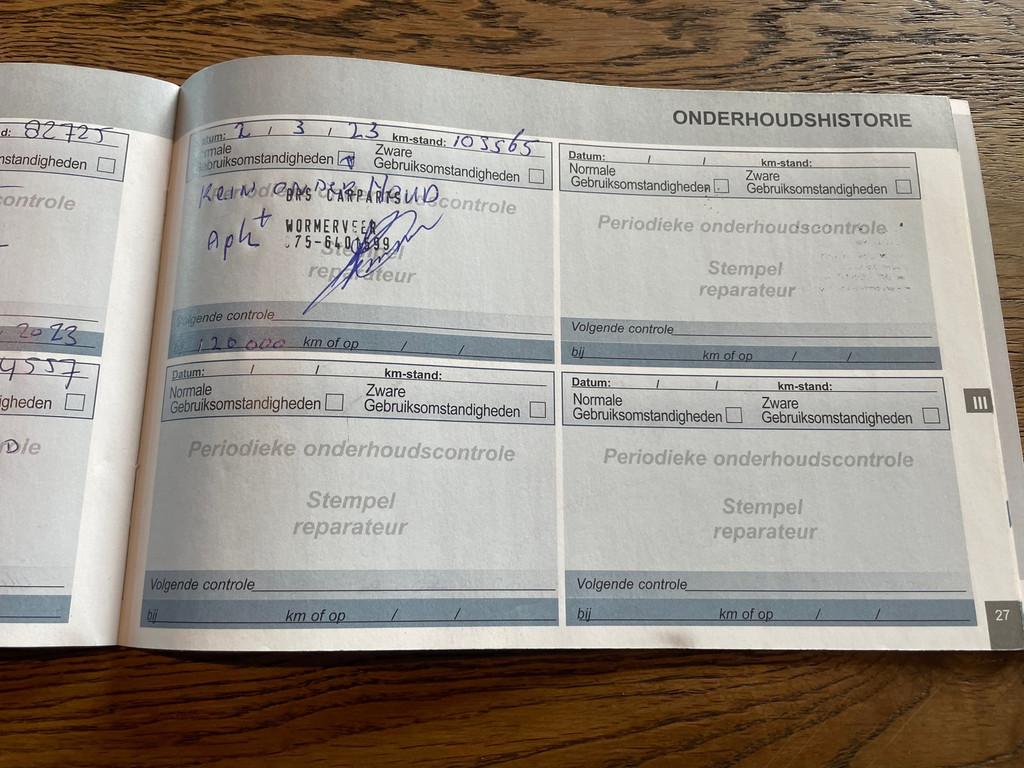 d: 82725
nstandigheden
ontrole
2023
4557
igheden
ole
ONDERHOUDSHISTORIE
Datum: 2 / 3 / 23 km-stand: 103565
Normale Gebruiksomstandigheden
Zware Gebruiksomstandigheden
KleiN ONDERHOUD
BRS CARPARTS
Apk +
WORMERVEER
Stempel
reparateur
Volgende controle
120000 km of op / /
Datum: / / km-stand:
Normale Gebruiksomstandigheden
Zware Gebruiksomstandigheden
Periodieke onderhoudscontrole
Stempel
reparateur
Volgende controle
bij km of op / /
Datum: / / km-stand:
Normale Gebruiksomstandigheden
Zware Gebruiksomstandigheden
Periodieke onderhoudscontrole
Stempel
reparateur
Volgende controle
bij km of op / /
Datum: / / km-stand:
Normale Gebruiksomstandigheden
Zware Gebruiksomstandigheden
Periodieke onderhoudscontrole
Stempel
reparateur
Volgende controle
bij km of op / /
III
27